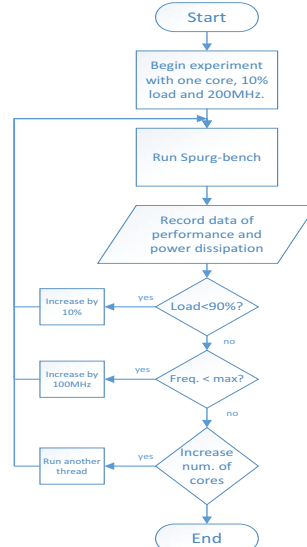 Start
Begin experiment
with one core, 10%
load and 200MHz.
Run Spurg-bench
Record data of
performance and
power dissipation
Increase by
10%
yes
Load<90%?
no
Increase by
100MHz
yes
Freq. < max?
no
Run another
thread
yes
Increase
num. of
cores
End